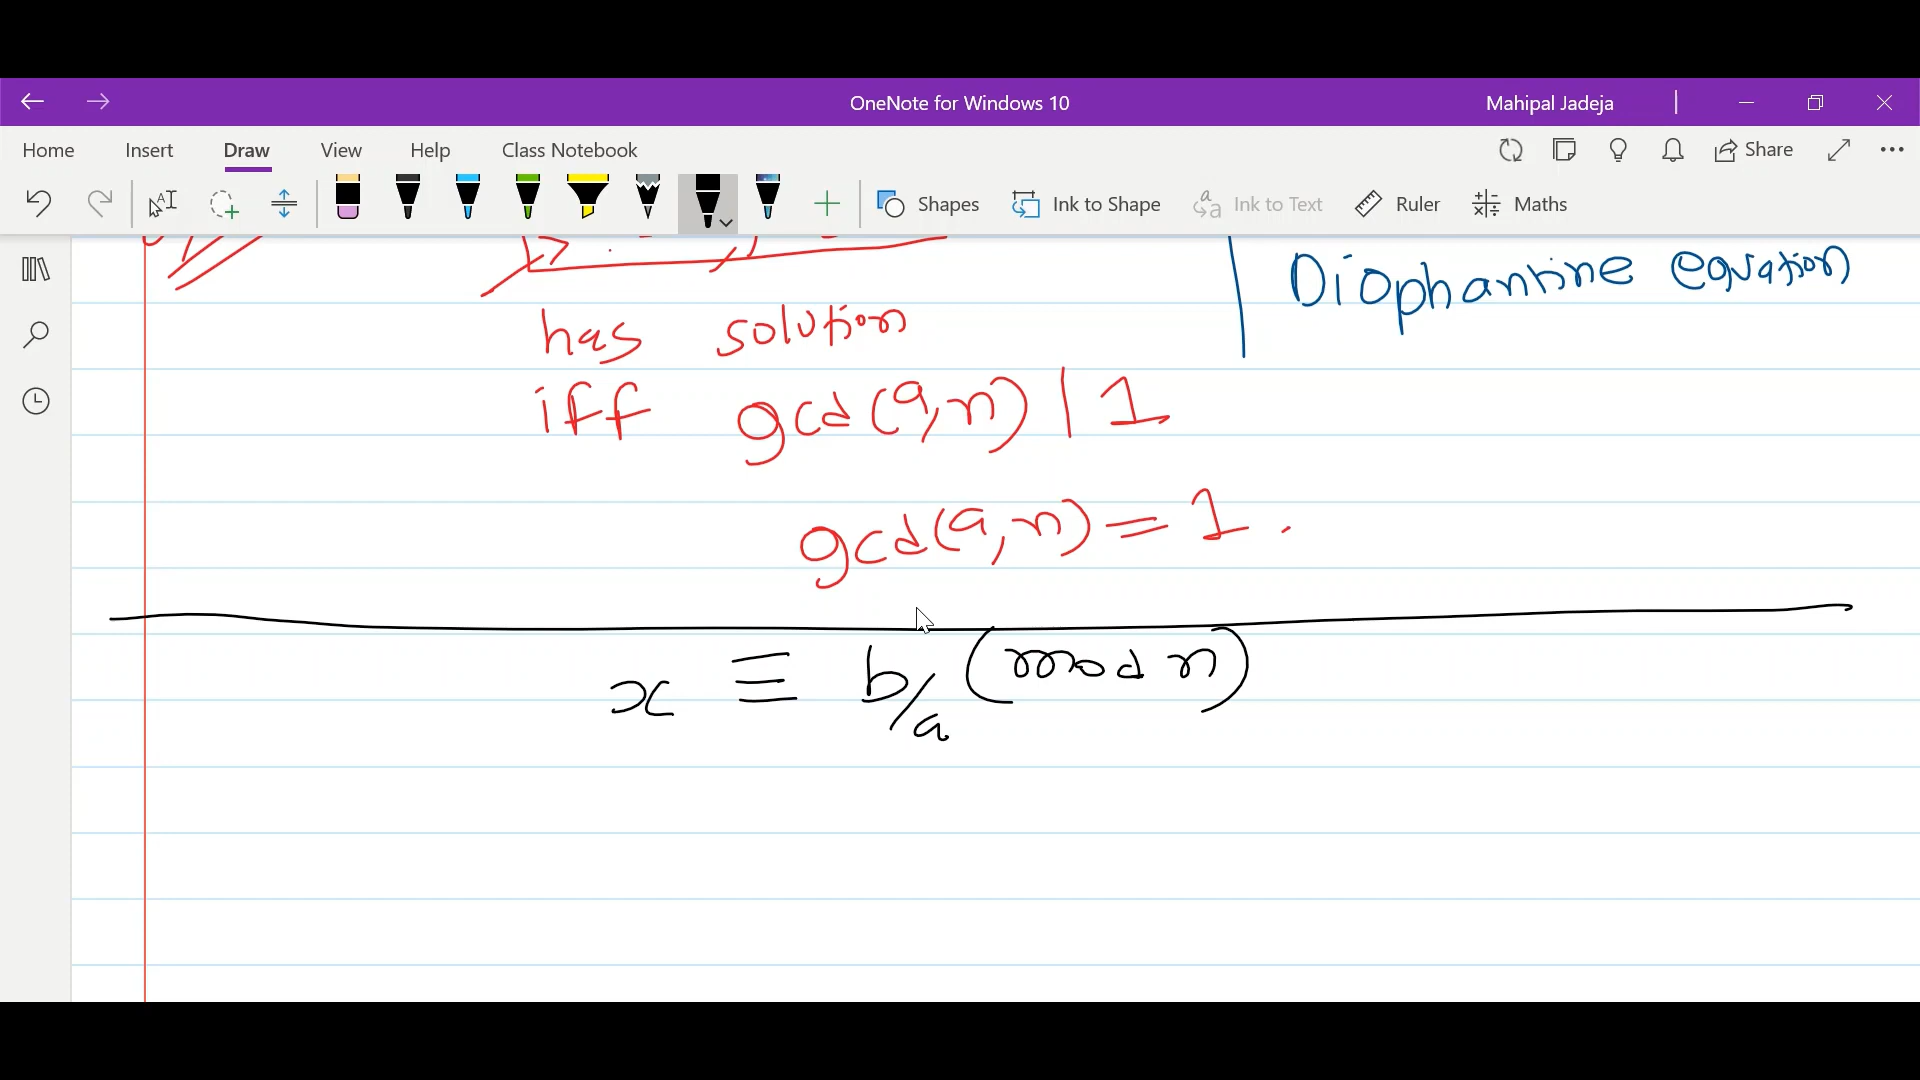 OneNote for Windows 10
Mahipal Jadeja
Home Insert Draw View Help Class Notebook Share
Shapes Ink to Shape Ink to Text Ruler Maths
Diophantine equation
has solution
iff gcd(a,n) | 1
gcd(a,n) = 1.
x ≡ b/a (mod n)